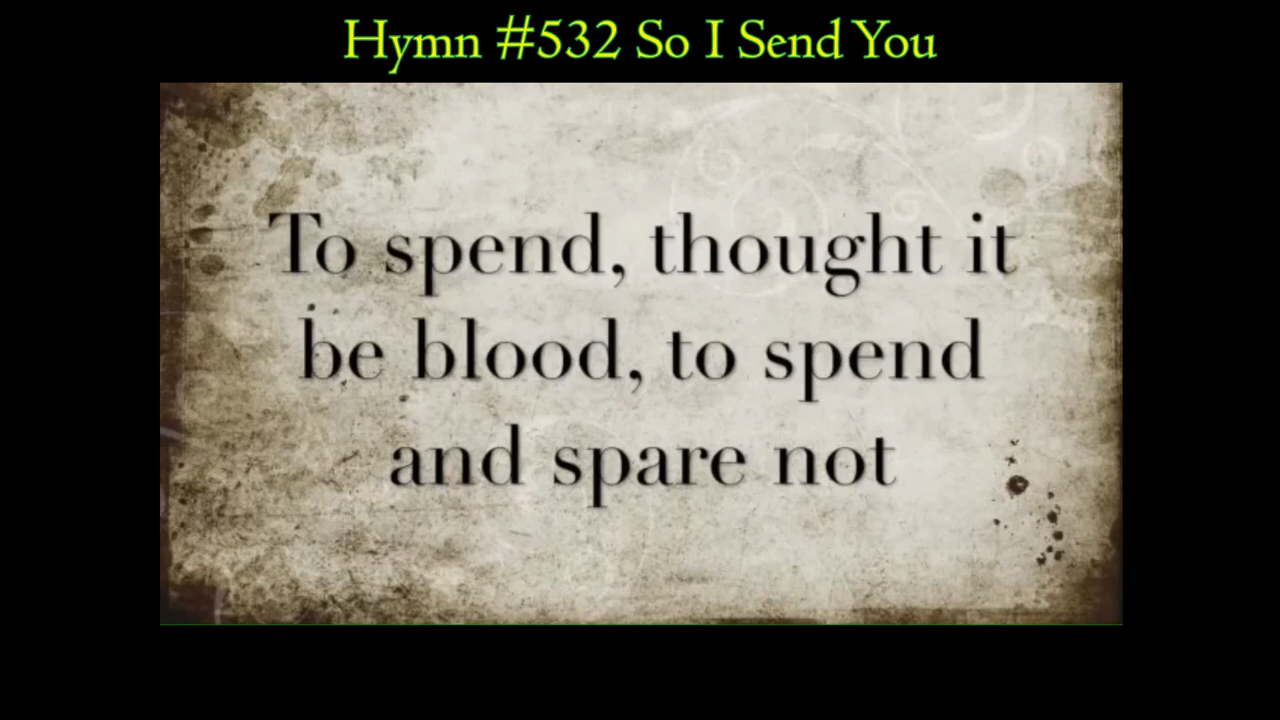 Hymn #532 So I Send You
To spend, thought it
be blood, to spend
and spare not